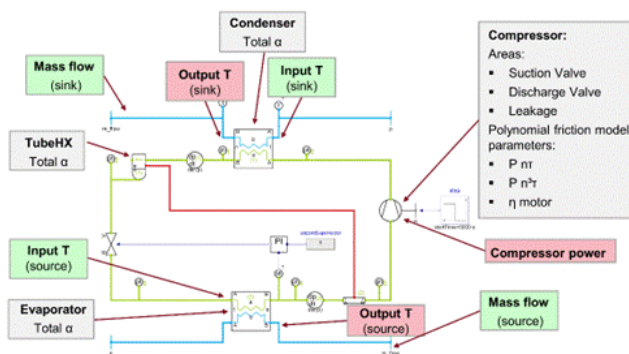 Condenser
Total α
Mass flow
(sink)
Output T
(sink)
Input T
(sink)
TubeHX
Total α
Input T
(source)
Evaporator
Total α
Output T
(source)
Mass flow
(source)
PI
Compressor:
Areas:
▪ Suction Valve
▪ Discharge Valve
▪ Leakage
Polynomial friction model
parameters:
▪ P nτ
▪ P n³τ
▪ η motor
Compressor power